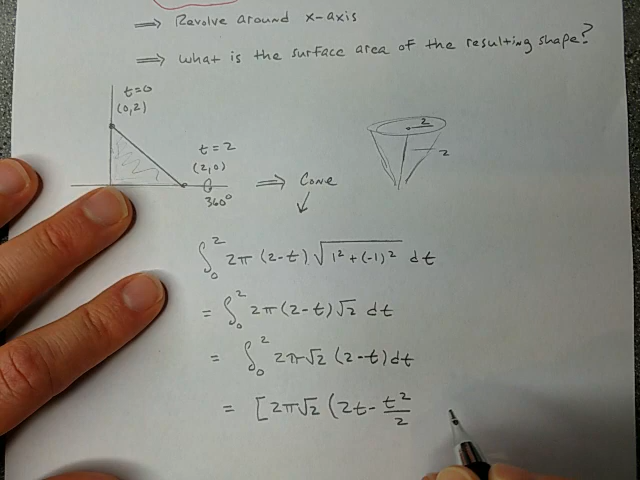 ⇒ Revolve around x-axis
⇒ What is the surface area of the resulting shape?
t=0
(0,2)
t=2
(2,0)
360°
⇒ Cone
2
2
∫₀² 2π (2-t) √(1² + (-1)²) dt
= ∫₀² 2π (2-t) √2 dt
= ∫₀² 2π√2 (2-t) dt
= [2π√2 (2t - t²/2